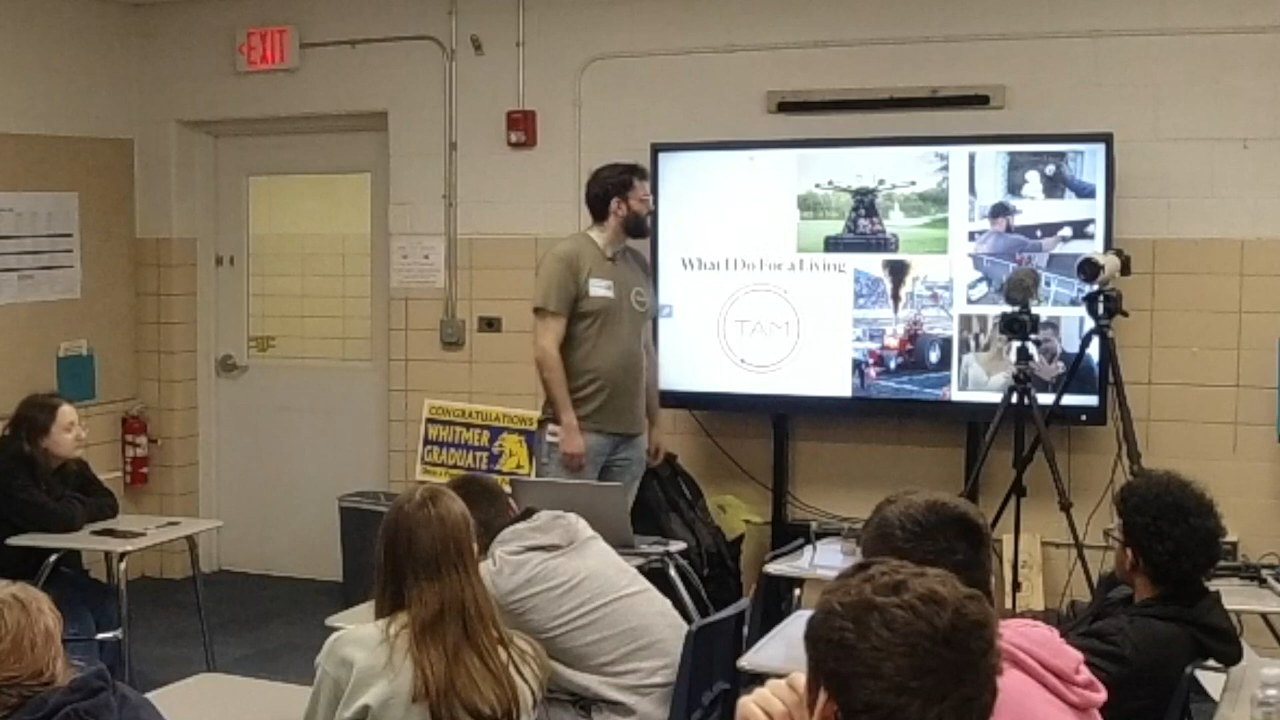 EXIT
What I Do For a Living
TAM
CONGRATULATIONS
WHITMER
GRADUATE